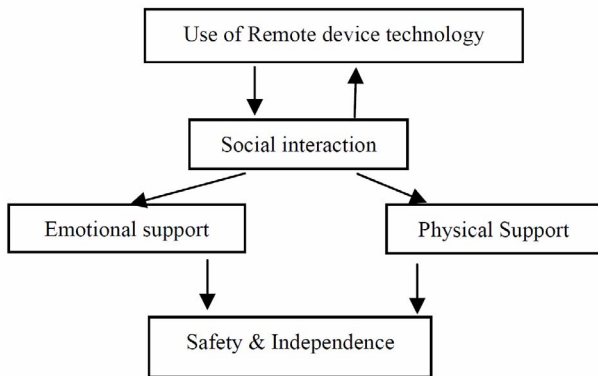 Use of Remote device technology
Social interaction
Emotional support
Physical Support
Safety & Independence